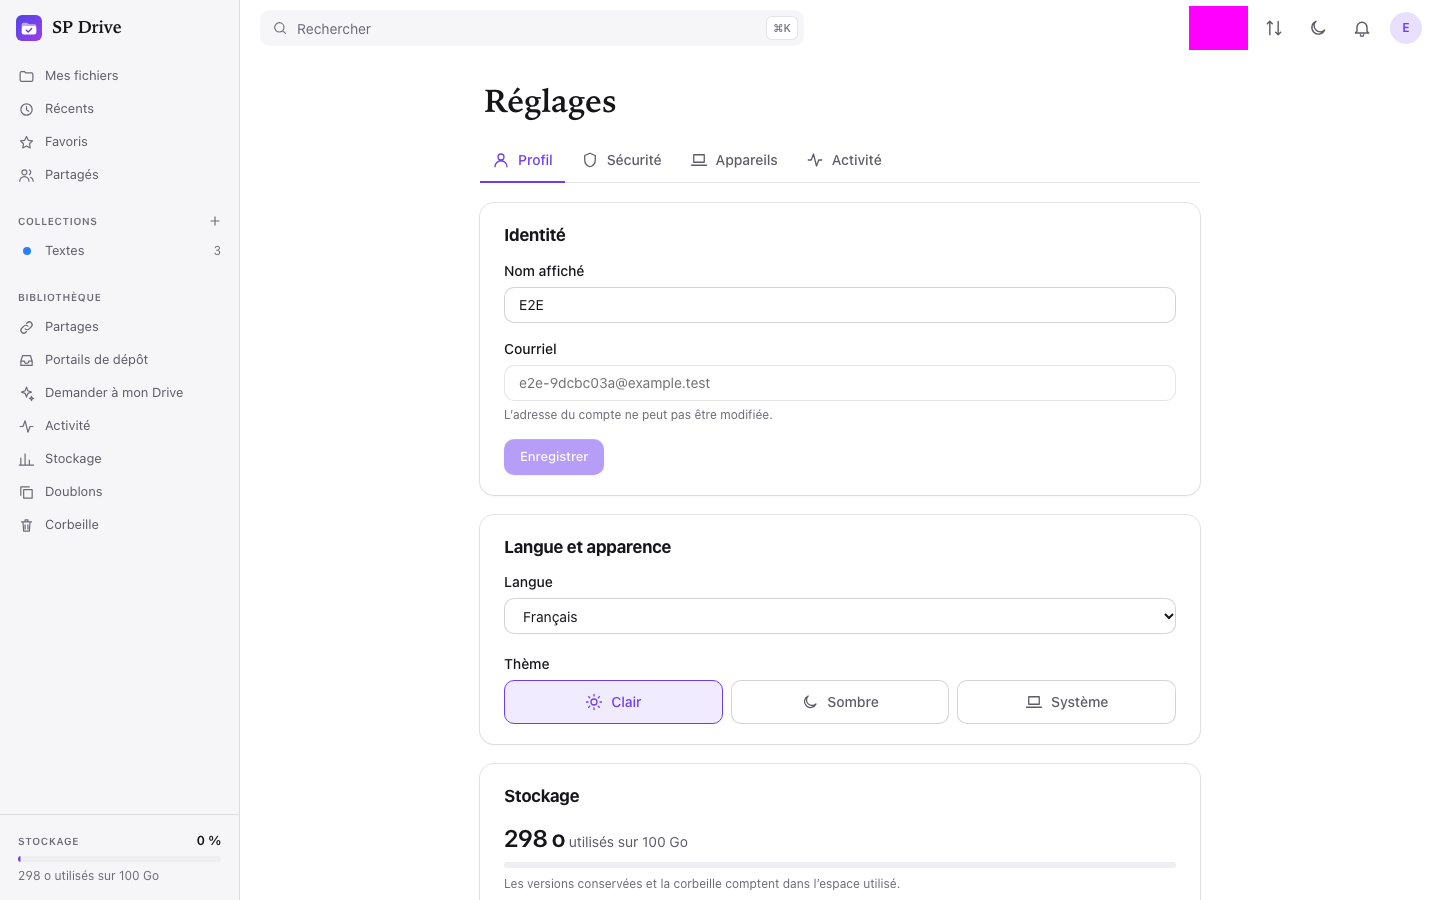 SP Drive
Rechercher
⌘K
E
Mes fichiers
Récents
Favoris
Partagés
COLLECTIONS
Textes 3
BIBLIOTHÈQUE
Partages
Portails de dépôt
Demander à mon Drive
Activité
Stockage
Doublons
Corbeille
STOCKAGE 0 %
298 o utilisés sur 100 Go
Réglages
Profil Sécurité Appareils Activité
Identité
Nom affiché
E2E
Courriel
e2e-9dcbc03a@example.test
L’adresse du compte ne peut pas être modifiée.
Enregistrer
Langue et apparence
Langue
Français
Thème
Clair Sombre Système
Stockage
298 o utilisés sur 100 Go
Les versions conservées et la corbeille comptent dans l’espace utilisé.